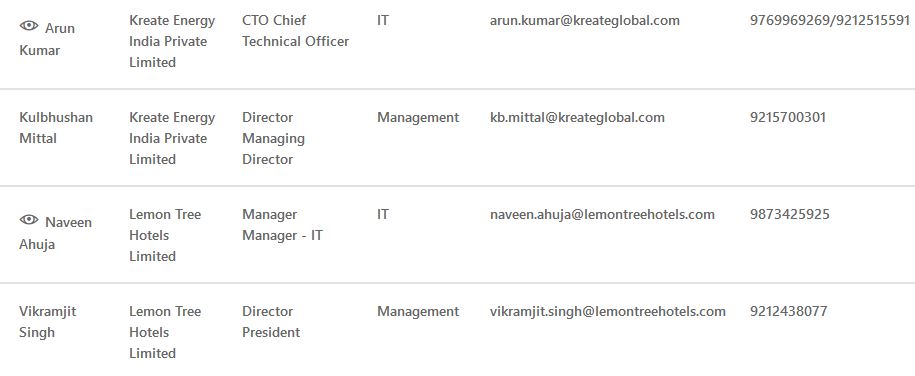 Arun Kumar	Kreate Energy India Private Limited	CTO Chief Technical Officer	IT	arun.kumar@kreateglobal.com	9769969269/9212515591
Kulbhushan Mittal	Kreate Energy India Private Limited	Director Managing Director	Management	kb.mittal@kreateglobal.com	9215700301
Naveen Ahuja	Lemon Tree Hotels Limited	Manager Manager - IT	IT	naveen.ahuja@lemontreehotels.com	9873425925
Vikramjit Singh	Lemon Tree Hotels Limited	Director President	Management	vikramjit.singh@lemontreehotels.com	9212438077